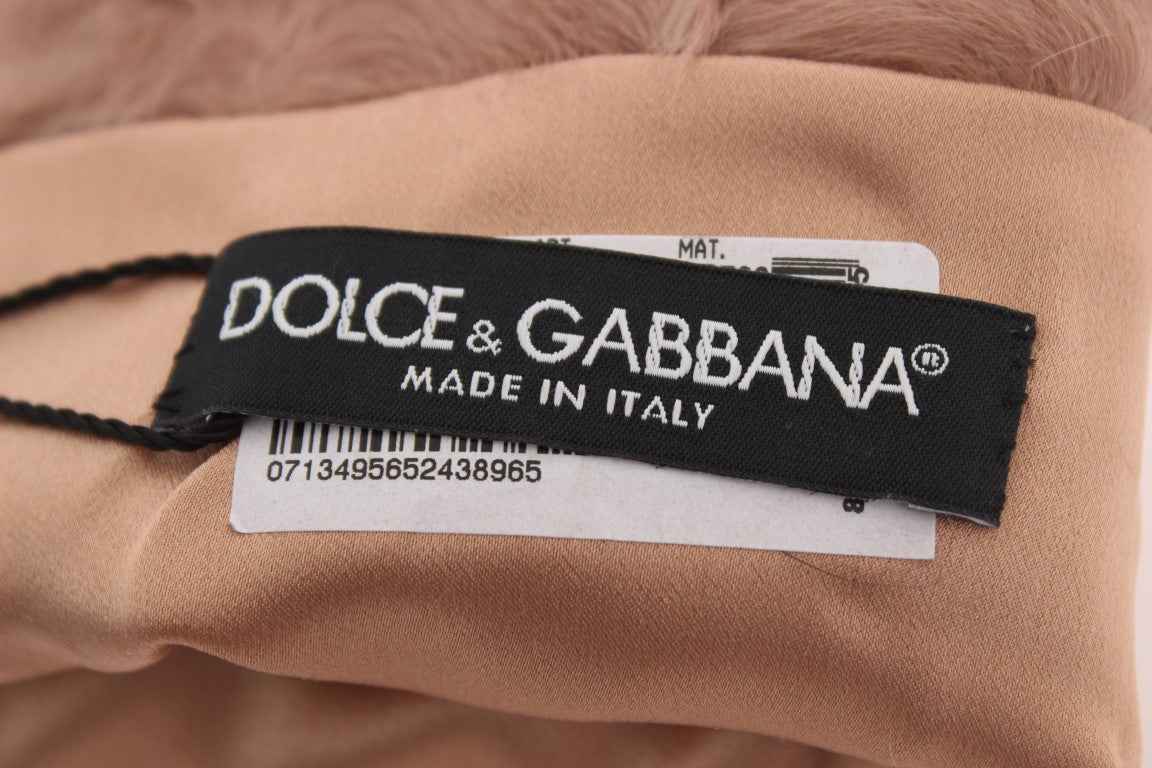 MAT.
DOLCE & GABBANA®
MADE IN ITALY
0713495652438965